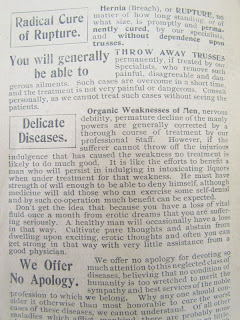 Radical Cure
of Rupture.
Hernia (Breach), or RUPTURE, no
matter of how long standing, or of
what size, is promptly and perma-
nently cured, by our special
and without dependence upon
trusses.
You will generally
be able to
THROW AWAY TRUSSES
permanently, if treated by our
Specialists, who remove such
painful, disagreeable and dan-
gerous ailments. Such cases are overcome in a short time,
and the treatment is not very painful or dangerous. Consult
personally, as we cannot treat such cases without seeing the
patients.
Delicate
Diseases.
Organic Weaknesses of Men, nervous
debility, permature decline of the manly
powers are generally corrected by a
thorough course of treatment by our
professional Staff. However, if the
sufferer cannot throw off the injurious
indulgence that has caused the weakness no treatment is
likely to do much good. It is like the efforts to benefit a
man who will persist in indulging in intoxicating liquors
when under treatment for that weakness. He must have
strength of will enough to be able to deny himself, although
medicine will aid those who can exercise some self-denial
and by such co-operation much benefit can be expected.
Don't get the idea that because you have a loss of vital
fluid once a month from erotic dreams that you are suffer-
ing seriously. A healthy man will occasionally have a loss
in that way. Cultivate pure thoughts and abstain from
dwelling upon exciting, erotic thoughts and often you can
get strong in that way with very little assistance from a
good physician.
We Offer
No Apology.
We offer no apology for devoting so
much attention to this neglected class of
diseases, believing that no condition of
humanity is too wretched to merit the
sympathy and best services of the noble
profession to which we belong. Why any one should con-
sider it otherwise than most honorable to cure the worst
cases of these diseases, we cannot understand. Of all other